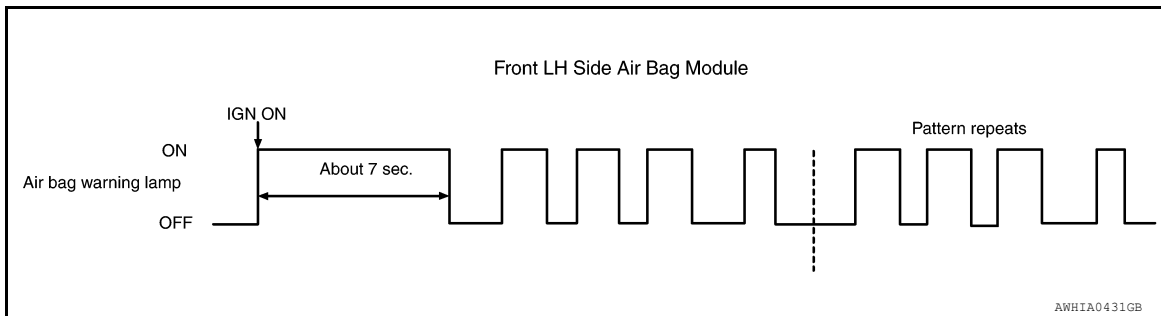 Front LH Side Air Bag Module
IGN ON
Pattern repeats
ON
About 7 sec.
Air bag warning lamp
OFF
AWHIA0431GB